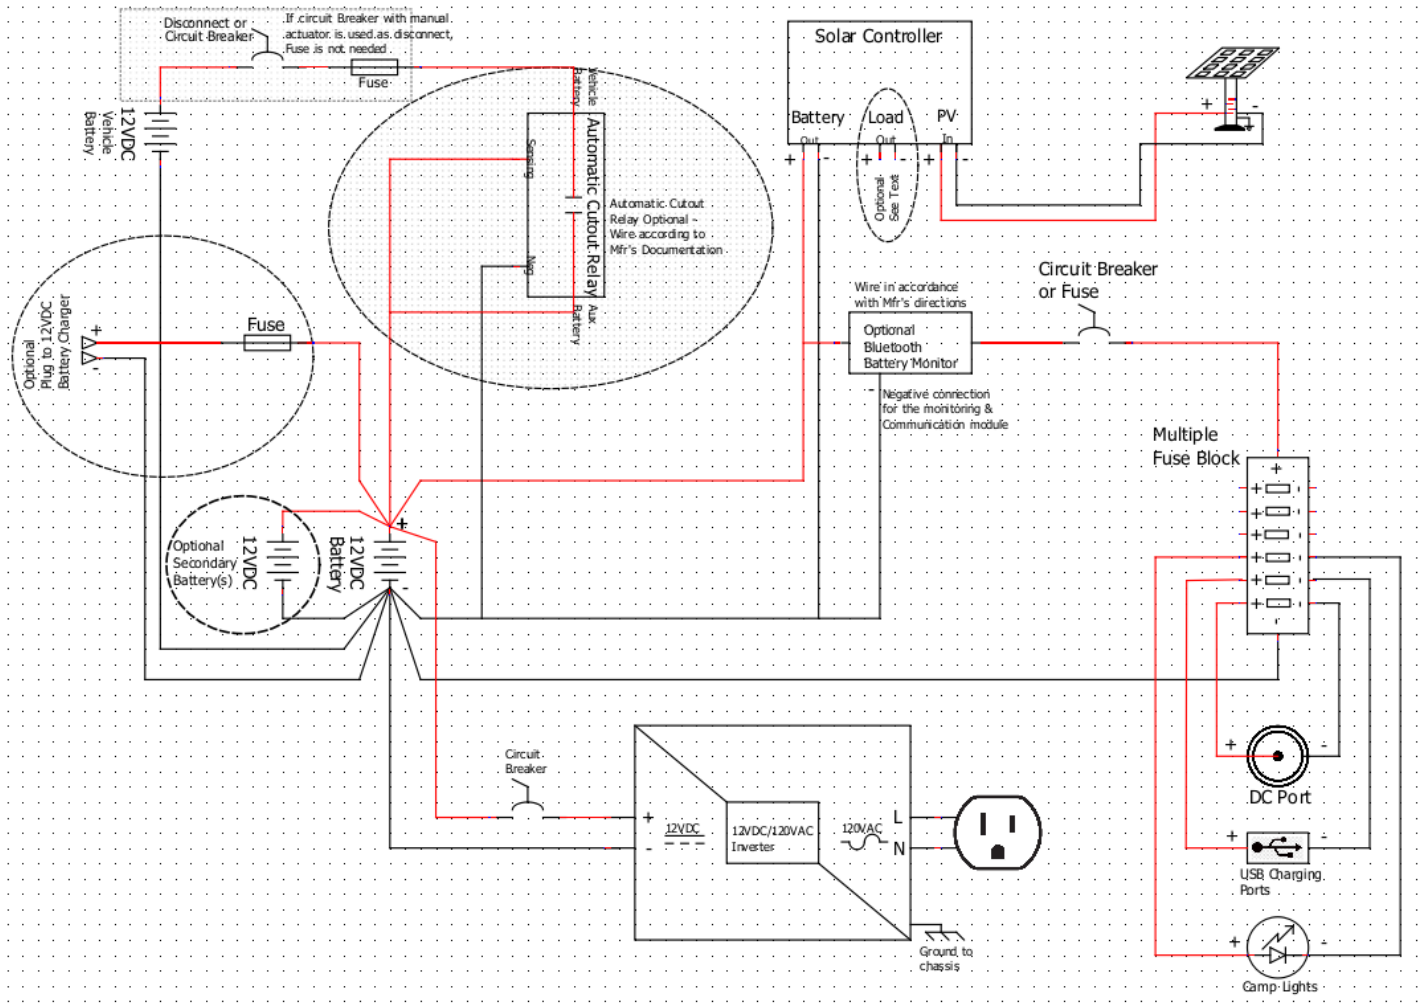 Disconnect or
Circuit Breaker
If circuit Breaker with manual
actuator is used as disconnect,
Fuse is not needed
Fuse
12VDC
Vehicle
Battery
Vehicle
Battery
Sensing
Neg
Automatic Cutout Relay
Aux
Battery
Automatic Cutout
Relay Optional -
Wire according to
Mfr's Documentation
Solar Controller
Battery
Out
+
-
Load
Out
+
-
PV
In
+
-
Optional
See Text
+
-
Optional
Plug to 12VDC
Battery Charger
+
-
Fuse
Wire in accordance
with Mfr's directions
Optional
Bluetooth
Battery Monitor
-
Negative connection
for the monitoring &
Communication module
Circuit Breaker
or Fuse
Multiple
Fuse Block
+
+ -
+ -
+ -
+ -
+ -
+ -
-
Optional
Secondary
Battery(s)
12VDC
12VDC
Battery
+
-
Circuit
Breaker
+
-
12VDC
12VDC/120VAC
Inverter
120VAC
L
N
Ground to
chassis
+
-
DC Port
+
-
USB Charging
Ports
+
-
Camp Lights